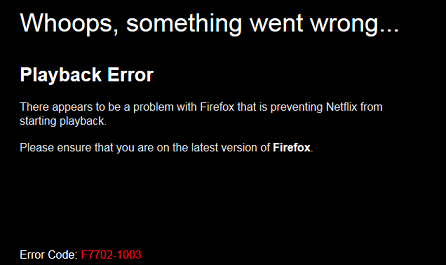 Whoops, something went wrong...
Playback Error
There appears to be a problem with Firefox that is preventing Netflix from
starting playback.
Please ensure that you are on the latest version of Firefox.
Error Code: F7702-1003